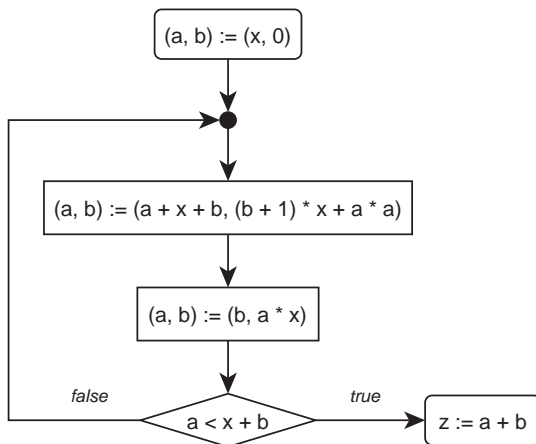 (a, b) := (x, 0)
(a, b) := (a + x + b, (b + 1) * x + a * a)
(a, b) := (b, a * x)
false
true
a < x + b
z := a + b